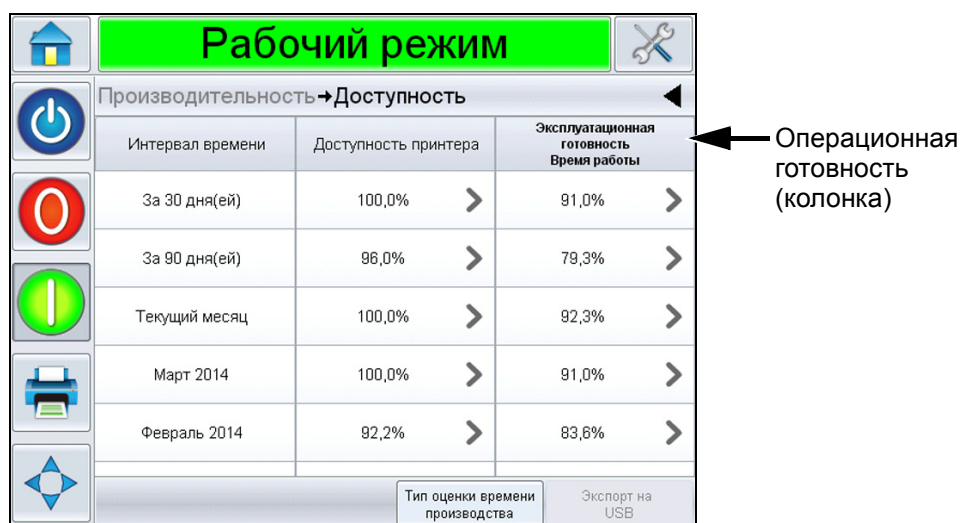 Рабочий режим
Производительность➔Доступность
Интервал времени
Доступность принтера
Эксплуатационная
готовность
Время работы
За 30 дня(ей)
100,0%
91,0%
За 90 дня(ей)
96,0%
79,3%
Текущий месяц
100,0%
92,3%
Март 2014
100,0%
91,0%
Февраль 2014
92,2%
83,6%
Тип оценки времени
производства
Экспорт на
USB
Операционная
готовность
(колонка)